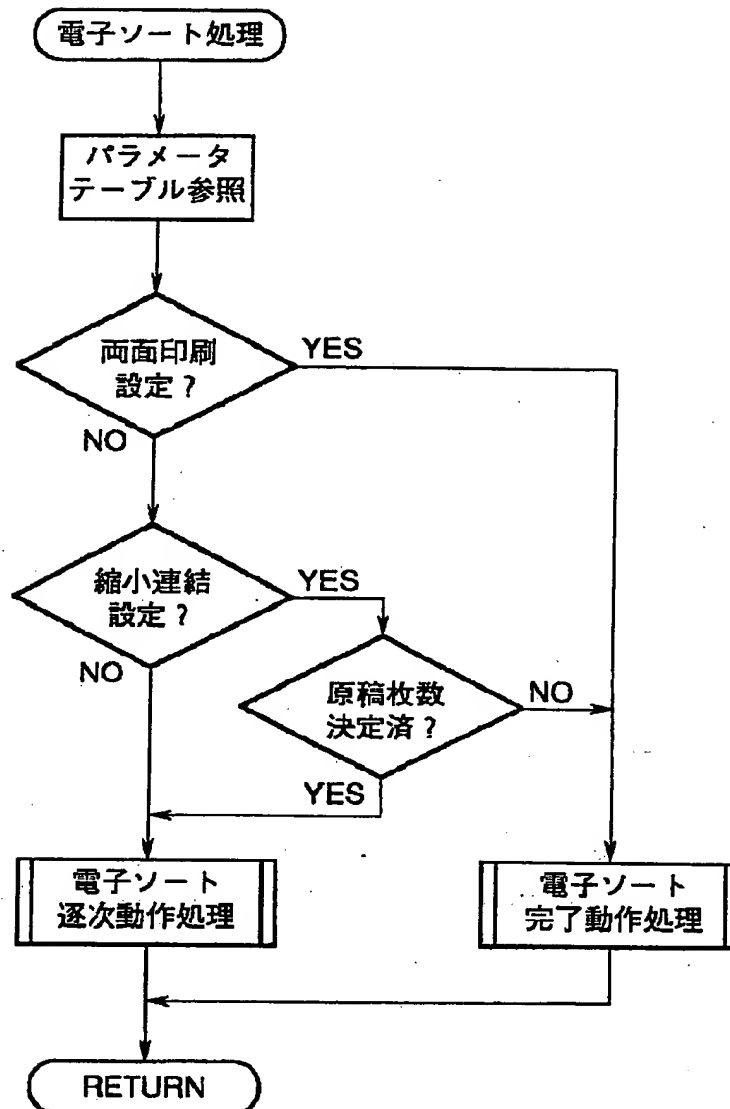 電子ソート処理
パラメータ
テーブル参照
両面印刷
設定?
YES
NO
縮小連結
設定?
YES
NO
原稿枚数
決定済?
NO
YES
電子ソート
逐次動作処理
電子ソート
完了動作処理
RETURN